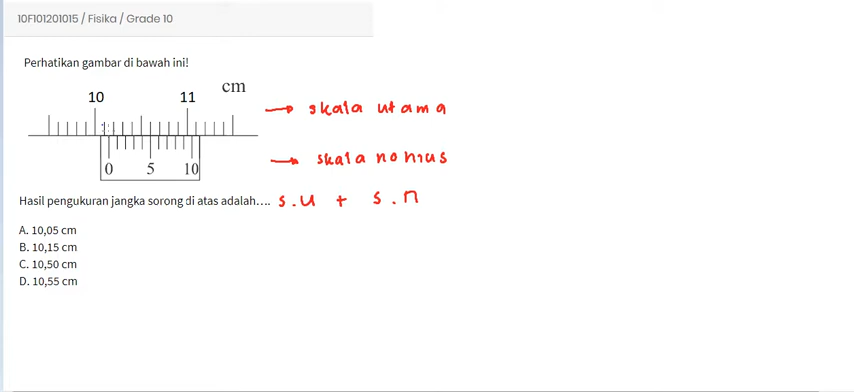 10F101201015 / Fisika / Grade 10
Perhatikan gambar di bawah ini!
cm
10 11
→ skala utama
→ skala nonius
0 5 10
Hasil pengukuran jangka sorong di atas adalah.... s.u + s.n
A. 10,05 cm
B. 10,15 cm
C. 10,50 cm
D. 10,55 cm